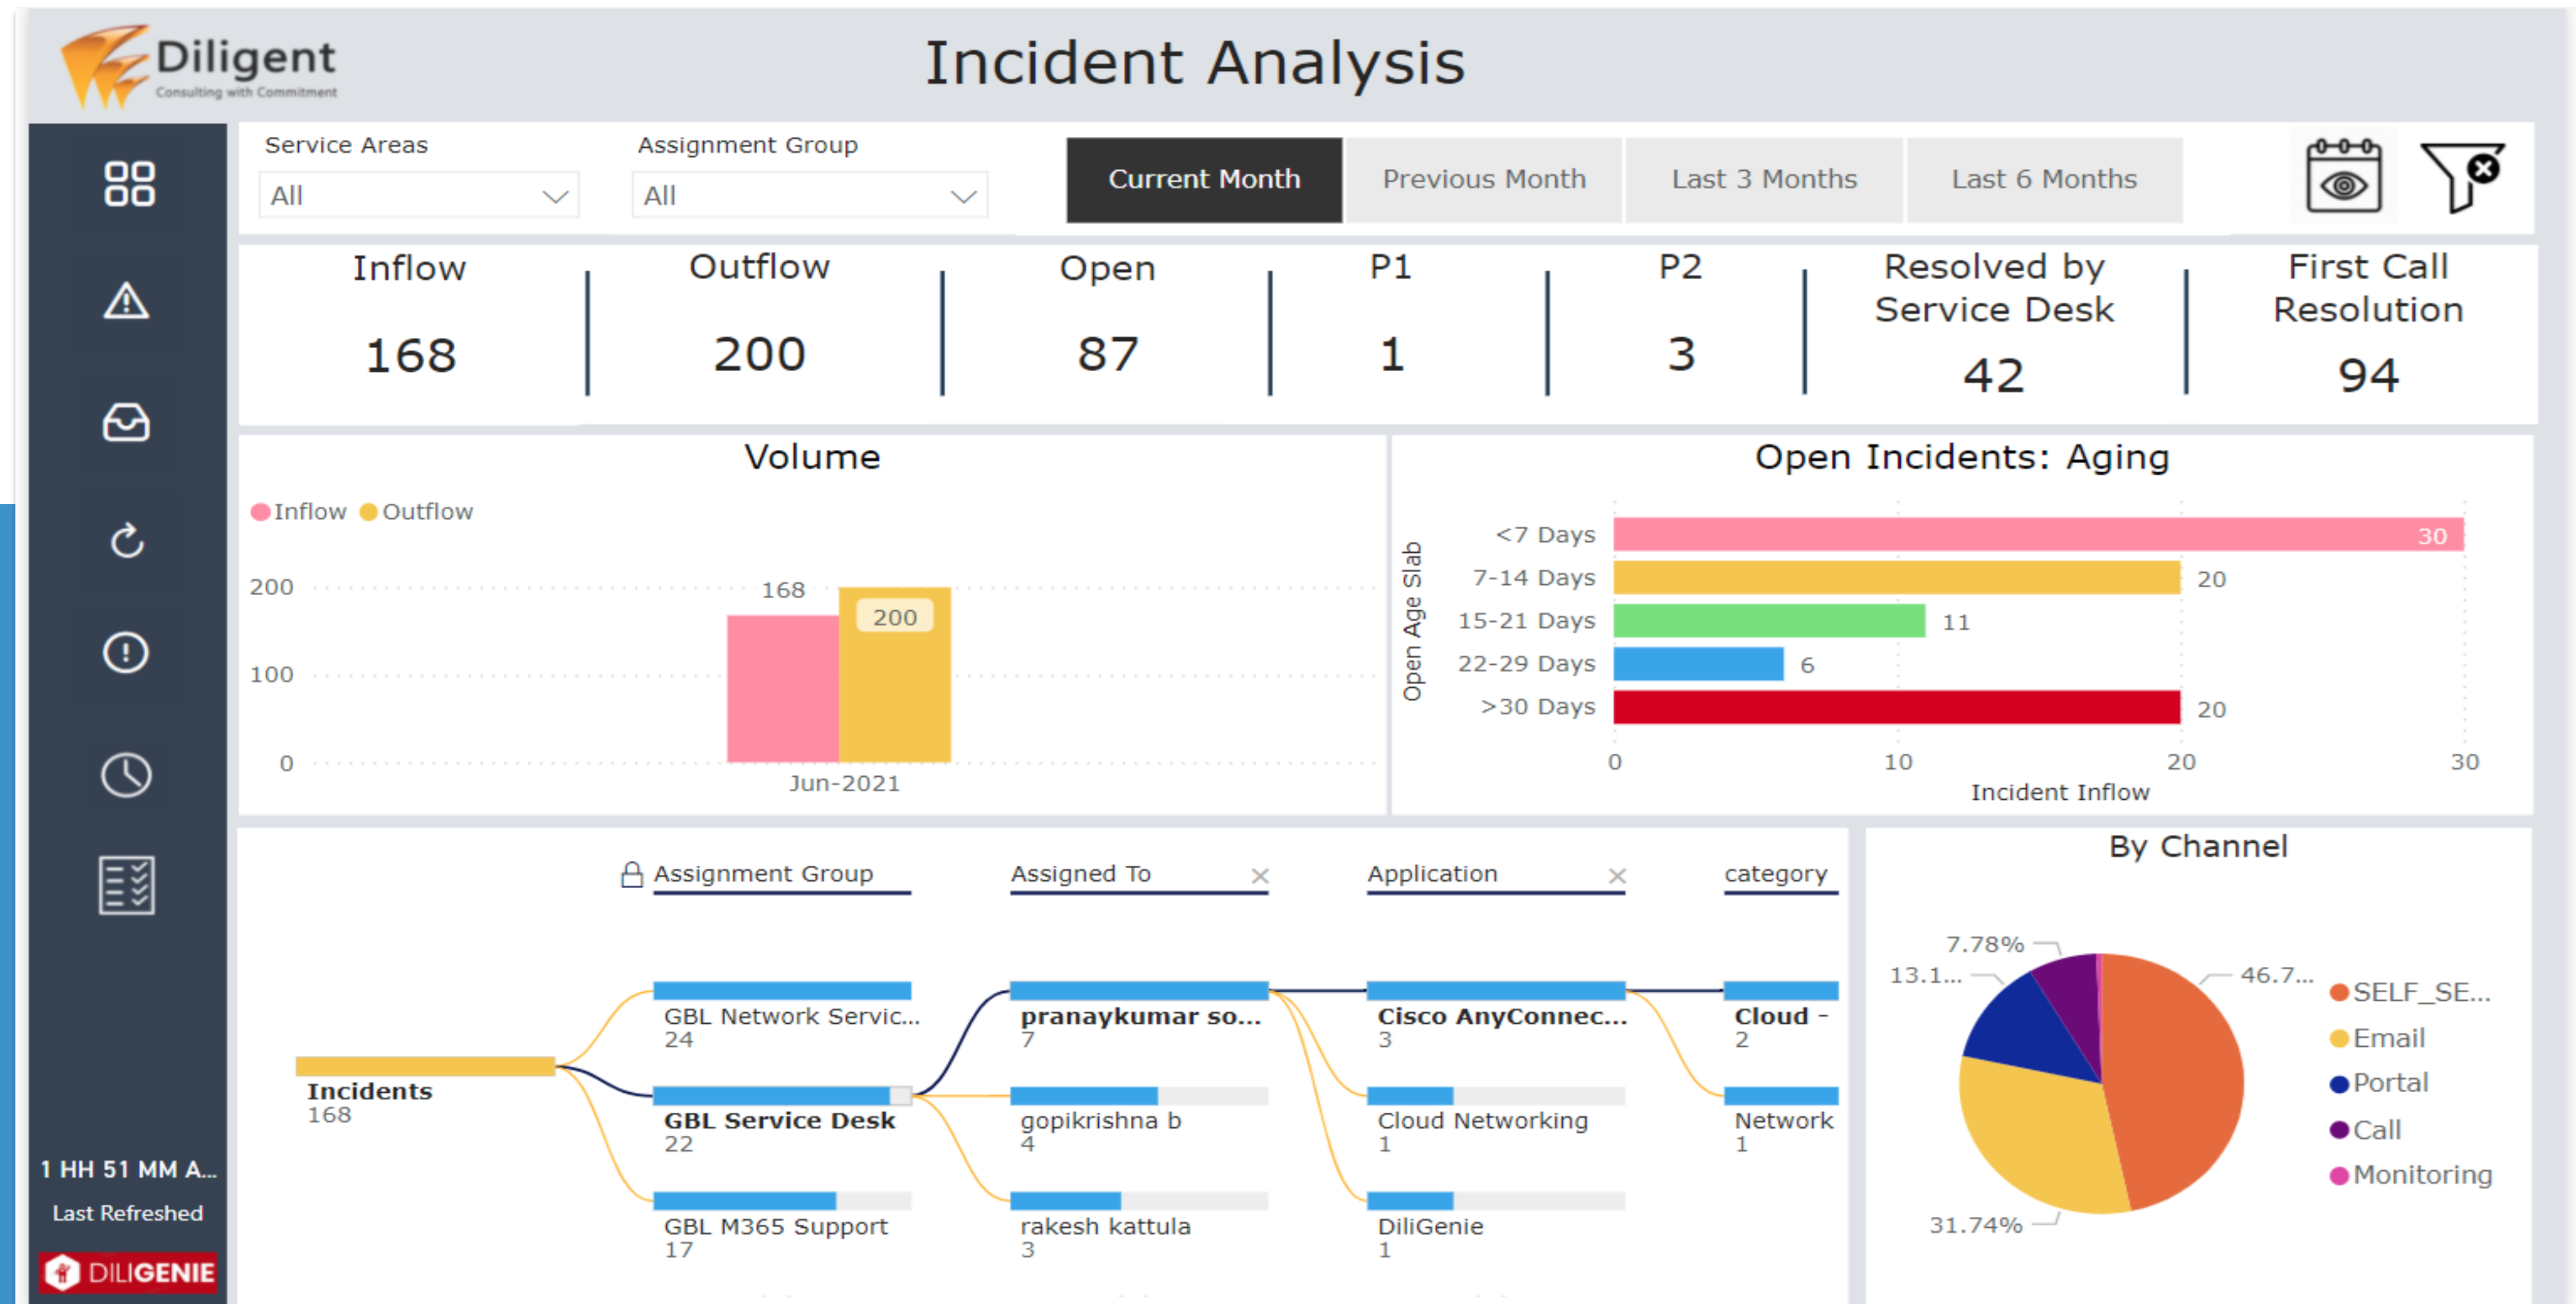 Diligent
Consulting with Commitment
Incident Analysis
Service Areas
All
Assignment Group
All
Current Month
Previous Month
Last 3 Months
Last 6 Months
Inflow
168
Outflow
200
Open
87
P1
1
P2
3
Resolved by
Service Desk
42
First Call
Resolution
94
Volume
Inflow
Outflow
200
100
0
168
200
Jun-2021
Open Incidents: Aging
Open Age Slab
<7 Days
30
7-14 Days
20
15-21 Days
11
22-29 Days
6
>30 Days
20
0
10
20
30
Incident Inflow
Assignment Group
Assigned To
Application
category
Incidents
168
GBL Network Servic...
24
GBL Service Desk
22
GBL M365 Support
17
pranaykumar so...
7
gopikrishna b
4
rakesh kattula
3
Cisco AnyConnec...
3
Cloud Networking
1
DiliGenie
1
Cloud -
2
Network
1
By Channel
7.78%
13.1...
46.7...
31.74%
SELF_SE...
Email
Portal
Call
Monitoring
1 HH 51 MM A...
Last Refreshed
DILIGENIE